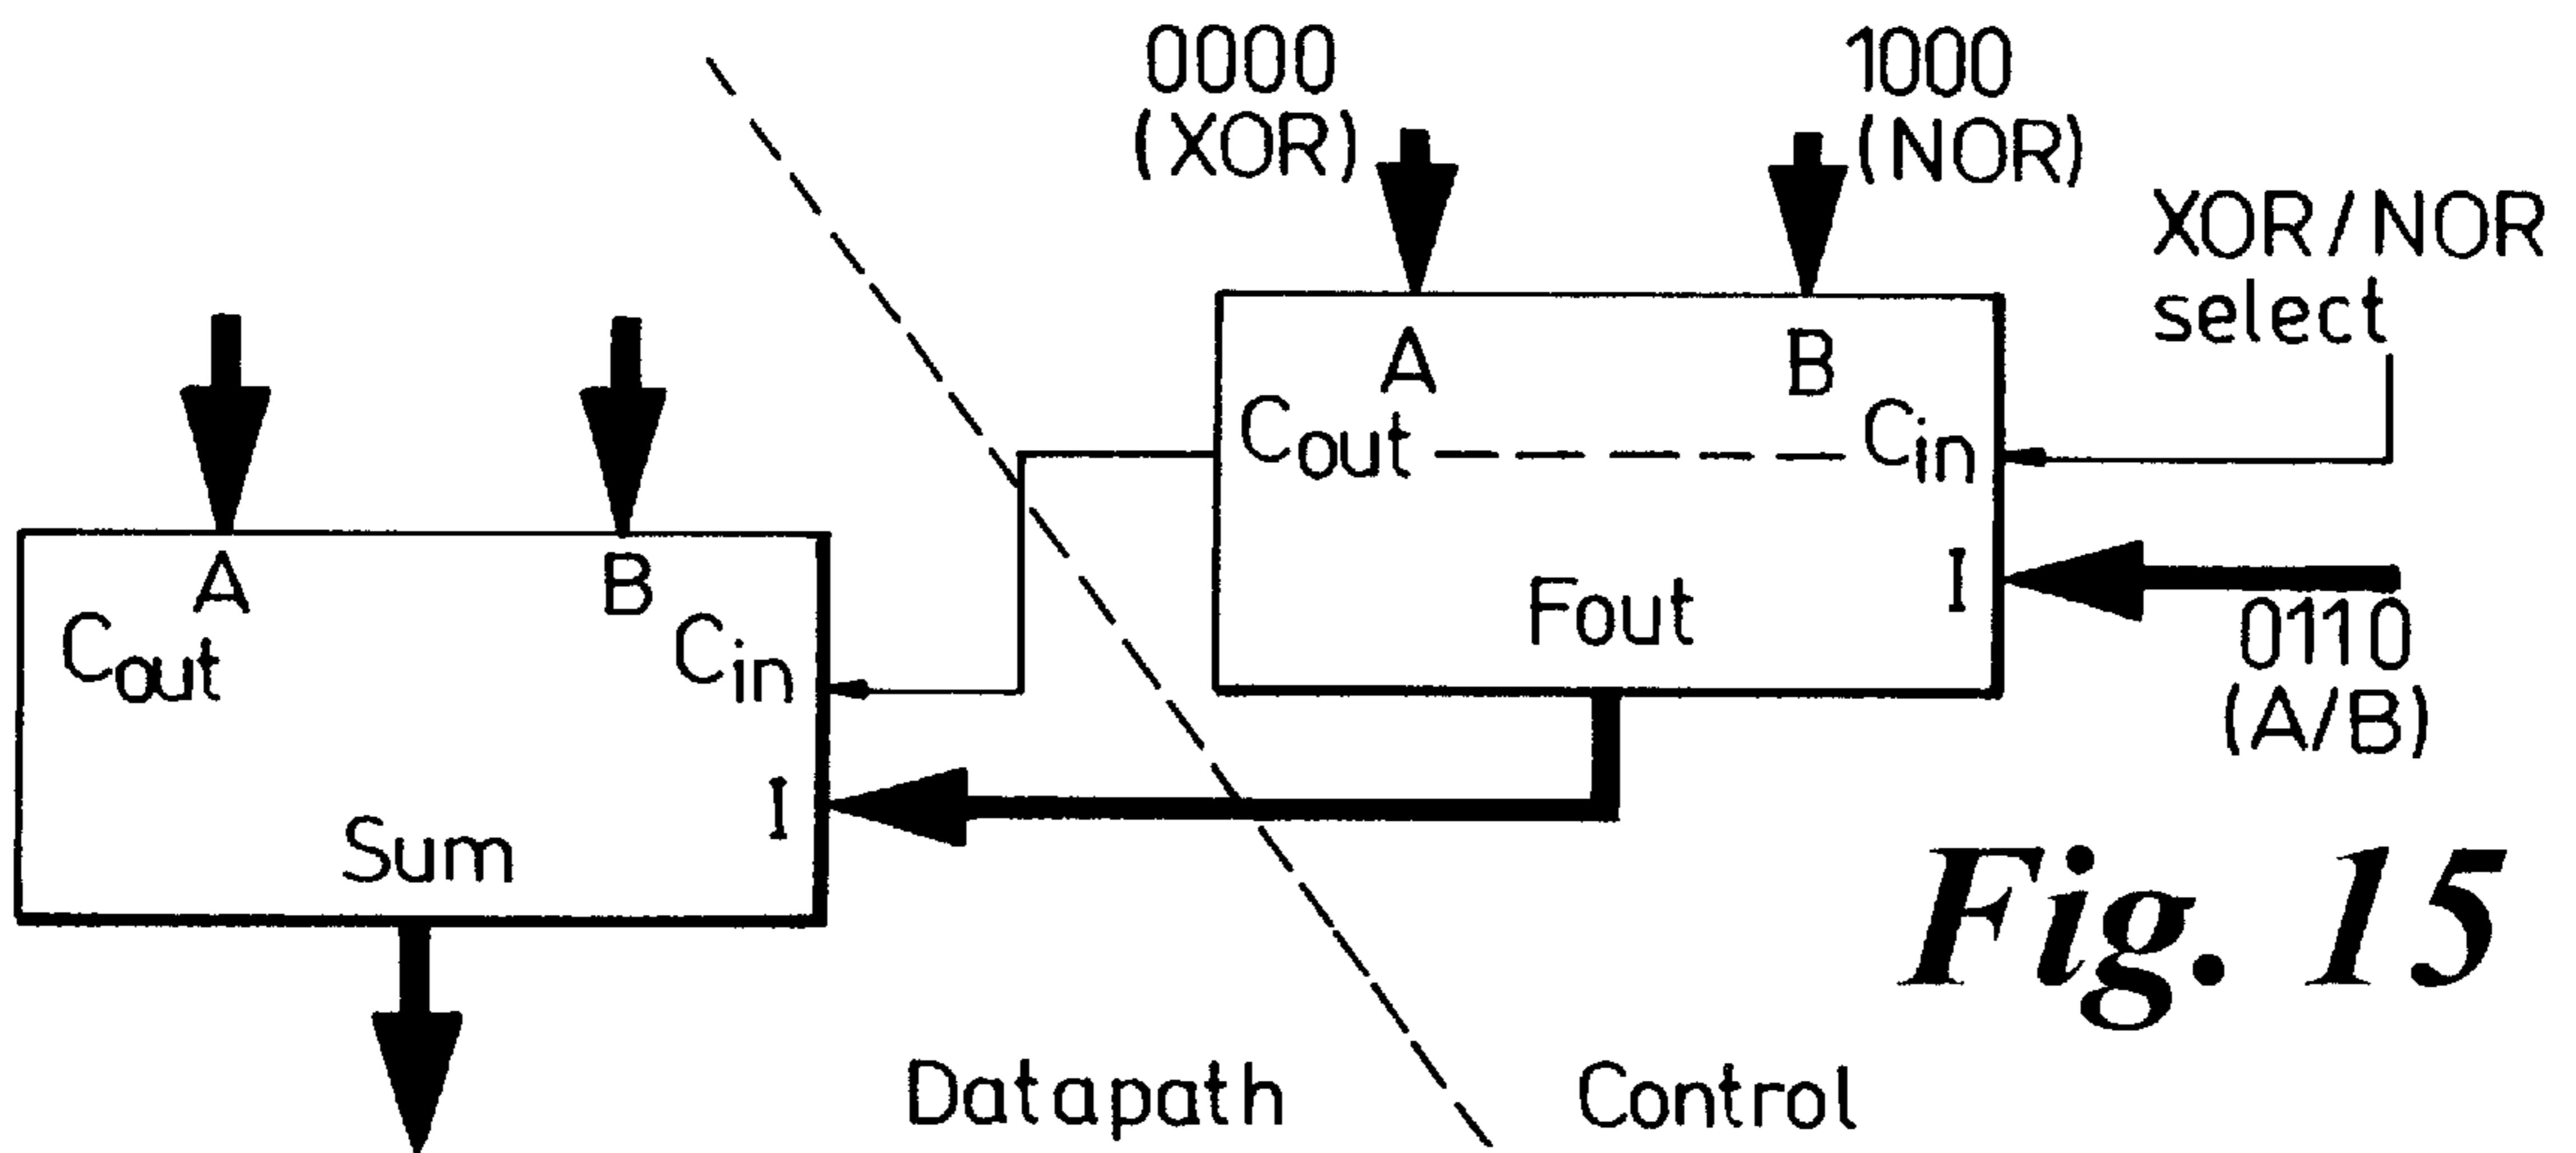 0000
(XOR)
1000
(NOR)
XOR/NOR
select
A
B
Cout
Cin
I
Fout
0110
(A/B)
A
B
Cout
Cin
I
Sum
Datapath
Control
Fig. 15